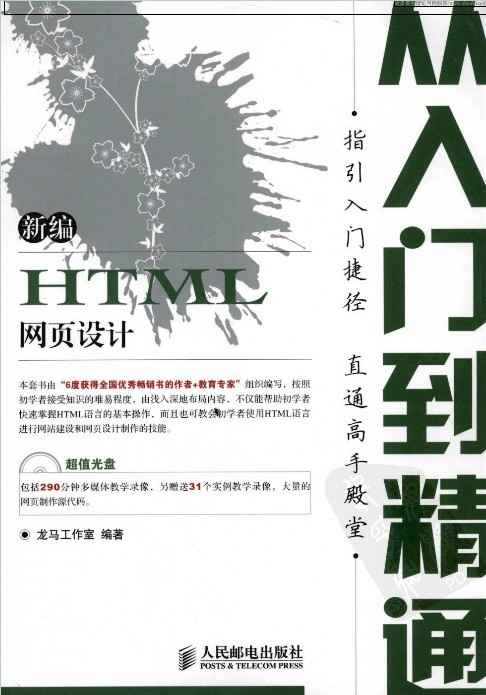 从入门到精通
指引入门捷径 直通高手殿堂
新编
HTML
网页设计
本套书由“6度获得全国优秀畅销书的作者+教育专家”组织编写,按照
初学者接受知识的难易程度,由浅入深地布局内容,不仅能帮助初学者
快速掌握HTML语言的基本操作,而且也可教会初学者使用HTML语言
进行网站建设和网页设计制作的技能。
超值光盘
包括290分钟多媒体教学录像,另赠送31个实例教学录像,大量的
网页制作源代码。
龙马工作室 编著
人民邮电出版社
POSTS & TELECOM PRESS